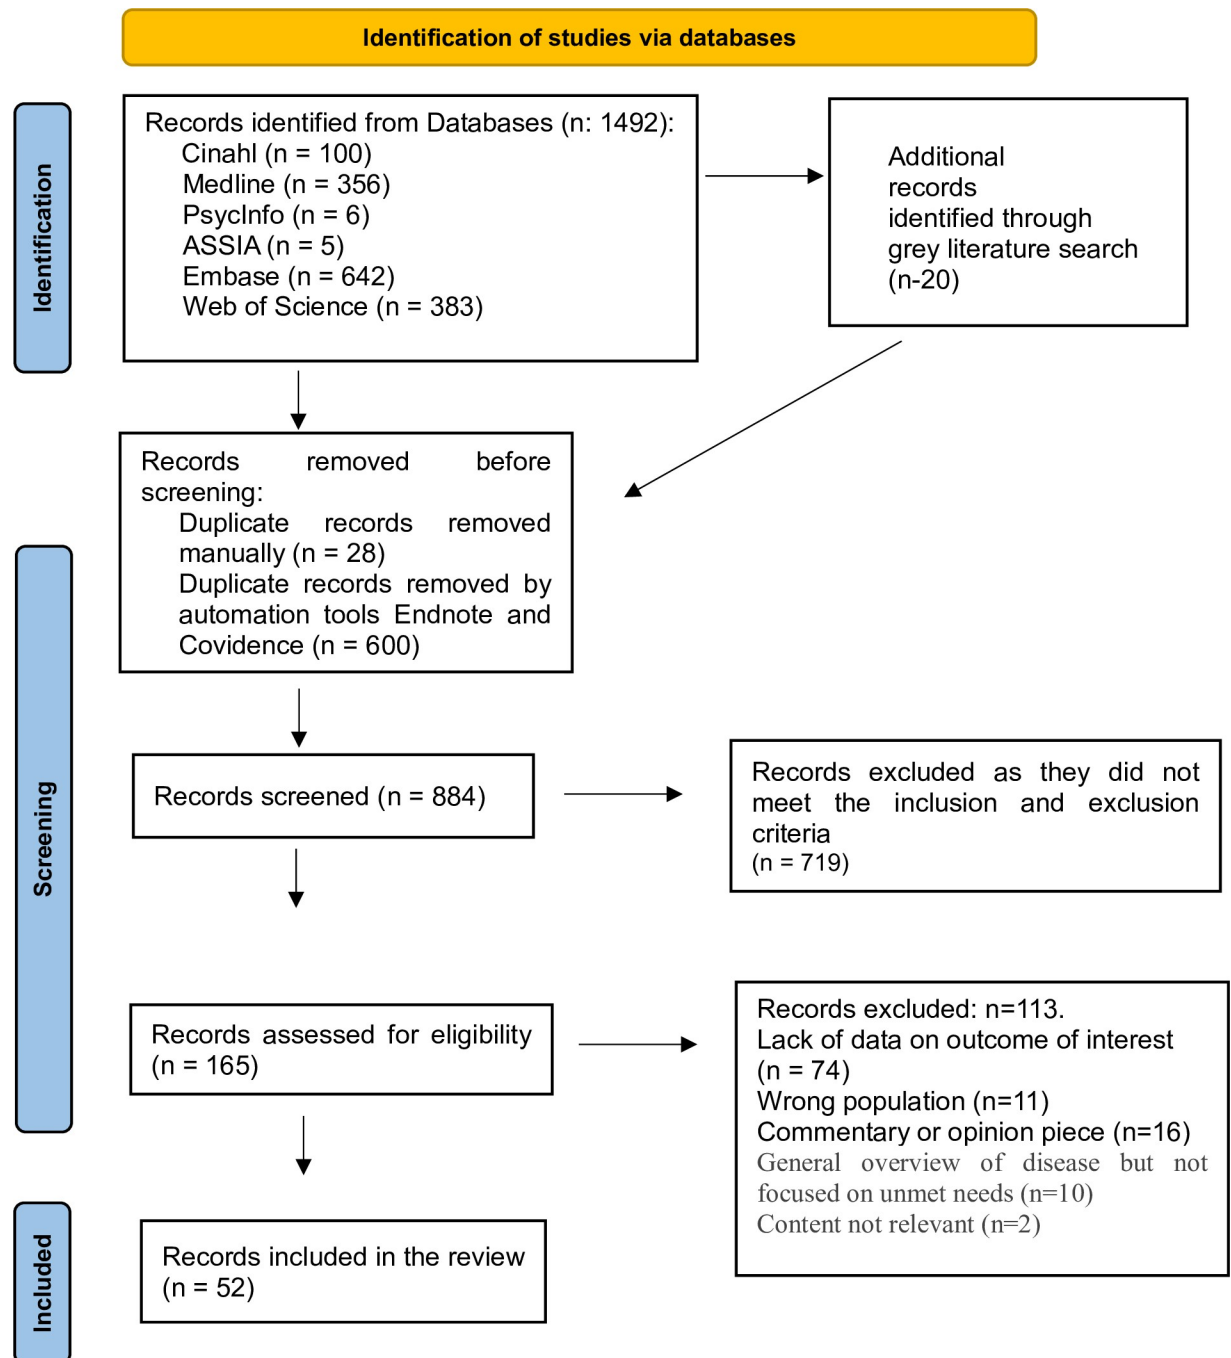 Identification of studies via databases
Identification
Records identified from Databases (n: 1492):
Cinahl (n = 100)
Medline (n = 356)
PsycInfo (n = 6)
ASSIA (n = 5)
Embase (n = 642)
Web of Science (n = 383)
Additional
records
identified through
grey literature search
(n-20)
Records removed before
screening:
Duplicate records removed
manually (n = 28)
Duplicate records removed by
automation tools Endnote and
Covidence (n = 600)
Screening
Records screened (n = 884)
Records excluded as they did not
meet the inclusion and exclusion
criteria
(n = 719)
Records assessed for eligibility
(n = 165)
Records excluded: n=113.
Lack of data on outcome of interest
(n = 74)
Wrong population (n=11)
Commentary or opinion piece (n=16)
General overview of disease but not
focused on unmet needs (n=10)
Content not relevant (n=2)
Included
Records included in the review
(n = 52)